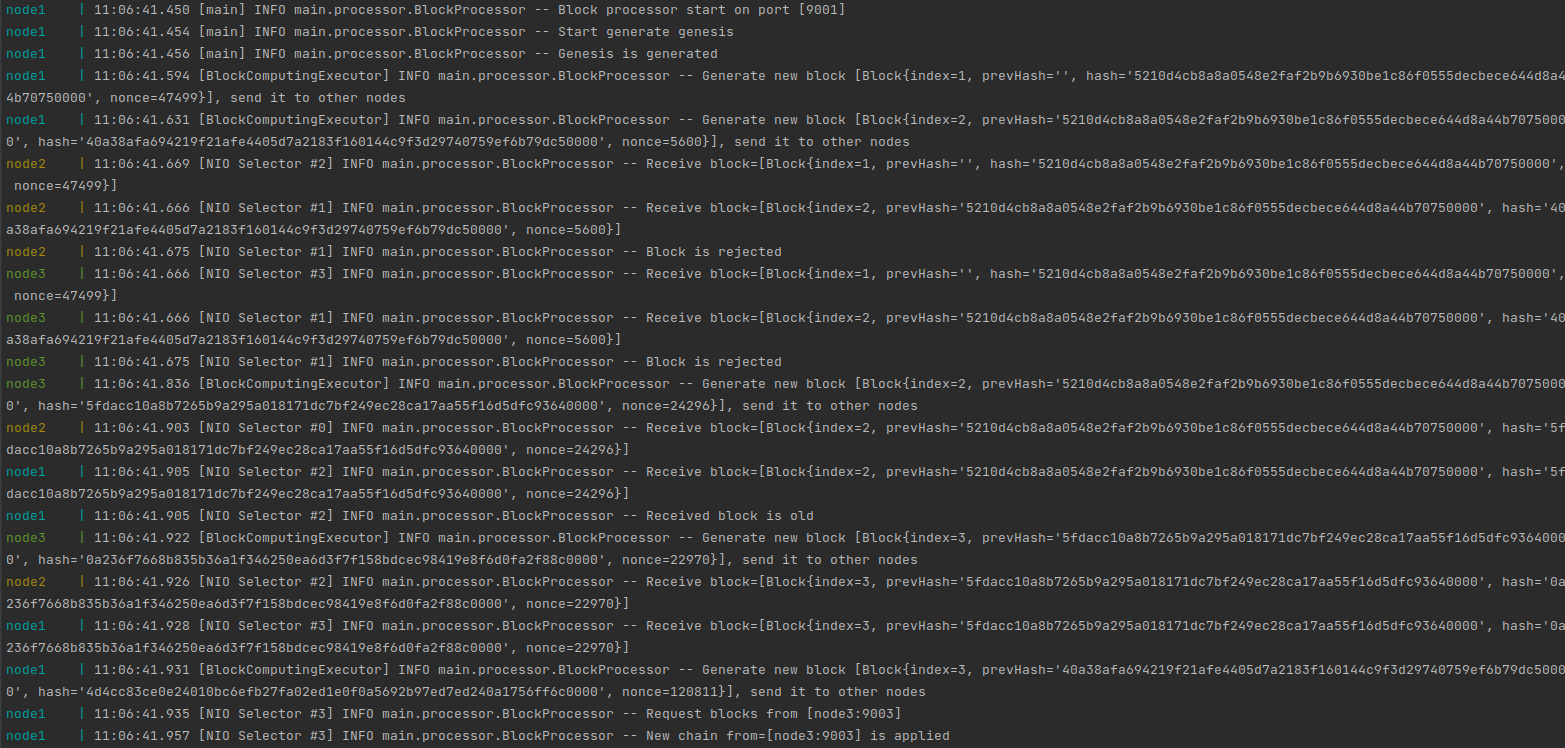 node1    | 11:06:41.450 [main] INFO main.processor.BlockProcessor -- Block processor start on port [9001]
node1    | 11:06:41.454 [main] INFO main.processor.BlockProcessor -- Start generate genesis
node1    | 11:06:41.456 [main] INFO main.processor.BlockProcessor -- Genesis is generated
node1    | 11:06:41.594 [BlockComputingExecutor] INFO main.processor.BlockProcessor -- Generate new block [Block{index=1, prevHash='', hash='5210d4cb8a8a0548e2faf2b9b6930be1c86f0555decbece644d8a4
4b70750000', nonce=47499}], send it to other nodes
node1    | 11:06:41.631 [BlockComputingExecutor] INFO main.processor.BlockProcessor -- Generate new block [Block{index=2, prevHash='5210d4cb8a8a0548e2faf2b9b6930be1c86f0555decbece644d8a44b7075000
0', hash='40a38afa694219f21afe4405d7a2183f160144c9f3d29740759ef6b79dc50000', nonce=5600}], send it to other nodes
node2    | 11:06:41.669 [NIO Selector #2] INFO main.processor.BlockProcessor -- Receive block=[Block{index=1, prevHash='', hash='5210d4cb8a8a0548e2faf2b9b6930be1c86f0555decbece644d8a44b70750000',
 nonce=47499}]
node2    | 11:06:41.666 [NIO Selector #1] INFO main.processor.BlockProcessor -- Receive block=[Block{index=2, prevHash='5210d4cb8a8a0548e2faf2b9b6930be1c86f0555decbece644d8a44b70750000', hash='40
a38afa694219f21afe4405d7a2183f160144c9f3d29740759ef6b79dc50000', nonce=5600}]
node2    | 11:06:41.675 [NIO Selector #1] INFO main.processor.BlockProcessor -- Block is rejected
node3    | 11:06:41.666 [NIO Selector #3] INFO main.processor.BlockProcessor -- Receive block=[Block{index=1, prevHash='', hash='5210d4cb8a8a0548e2faf2b9b6930be1c86f0555decbece644d8a44b70750000',
 nonce=47499}]
node3    | 11:06:41.666 [NIO Selector #1] INFO main.processor.BlockProcessor -- Receive block=[Block{index=2, prevHash='5210d4cb8a8a0548e2faf2b9b6930be1c86f0555decbece644d8a44b70750000', hash='40
a38afa694219f21afe4405d7a2183f160144c9f3d29740759ef6b79dc50000', nonce=5600}]
node3    | 11:06:41.675 [NIO Selector #1] INFO main.processor.BlockProcessor -- Block is rejected
node3    | 11:06:41.836 [BlockComputingExecutor] INFO main.processor.BlockProcessor -- Generate new block [Block{index=2, prevHash='5210d4cb8a8a0548e2faf2b9b6930be1c86f0555decbece644d8a44b7075000
0', hash='5fdacc10a8b7265b9a295a018171dc7bf249ec28ca17aa55f16d5dfc93640000', nonce=24296}], send it to other nodes
node2    | 11:06:41.903 [NIO Selector #0] INFO main.processor.BlockProcessor -- Receive block=[Block{index=2, prevHash='5210d4cb8a8a0548e2faf2b9b6930be1c86f0555decbece644d8a44b70750000', hash='5f
dacc10a8b7265b9a295a018171dc7bf249ec28ca17aa55f16d5dfc93640000', nonce=24296}]
node1    | 11:06:41.905 [NIO Selector #2] INFO main.processor.BlockProcessor -- Receive block=[Block{index=2, prevHash='5210d4cb8a8a0548e2faf2b9b6930be1c86f0555decbece644d8a44b70750000', hash='5f
dacc10a8b7265b9a295a018171dc7bf249ec28ca17aa55f16d5dfc93640000', nonce=24296}]
node1    | 11:06:41.905 [NIO Selector #2] INFO main.processor.BlockProcessor -- Received block is old
node3    | 11:06:41.922 [BlockComputingExecutor] INFO main.processor.BlockProcessor -- Generate new block [Block{index=3, prevHash='5fdacc10a8b7265b9a295a018171dc7bf249ec28ca17aa55f16d5dfc9364000
0', hash='0a236f7668b835b36a1f346250ea6d3f7f158bdcec98419e8f6d0fa2f88c0000', nonce=22970}], send it to other nodes
node2    | 11:06:41.926 [NIO Selector #2] INFO main.processor.BlockProcessor -- Receive block=[Block{index=3, prevHash='5fdacc10a8b7265b9a295a018171dc7bf249ec28ca17aa55f16d5dfc93640000', hash='0a
236f7668b835b36a1f346250ea6d3f7f158bdcec98419e8f6d0fa2f88c0000', nonce=22970}]
node1    | 11:06:41.928 [NIO Selector #3] INFO main.processor.BlockProcessor -- Receive block=[Block{index=3, prevHash='5fdacc10a8b7265b9a295a018171dc7bf249ec28ca17aa55f16d5dfc93640000', hash='0a
236f7668b835b36a1f346250ea6d3f7f158bdcec98419e8f6d0fa2f88c0000', nonce=22970}]
node1    | 11:06:41.931 [BlockComputingExecutor] INFO main.processor.BlockProcessor -- Generate new block [Block{index=3, prevHash='40a38afa694219f21afe4405d7a2183f160144c9f3d29740759ef6b79dc5000
0', hash='4d4cc83ce0e24010bc6efb27fa02ed1e0f0a5692b97ed7ed240a1756ff6c0000', nonce=120811}], send it to other nodes
node1    | 11:06:41.935 [NIO Selector #3] INFO main.processor.BlockProcessor -- Request blocks from [node3:9003]
node1    | 11:06:41.957 [NIO Selector #3] INFO main.processor.BlockProcessor -- New chain from=[node3:9003] is applied